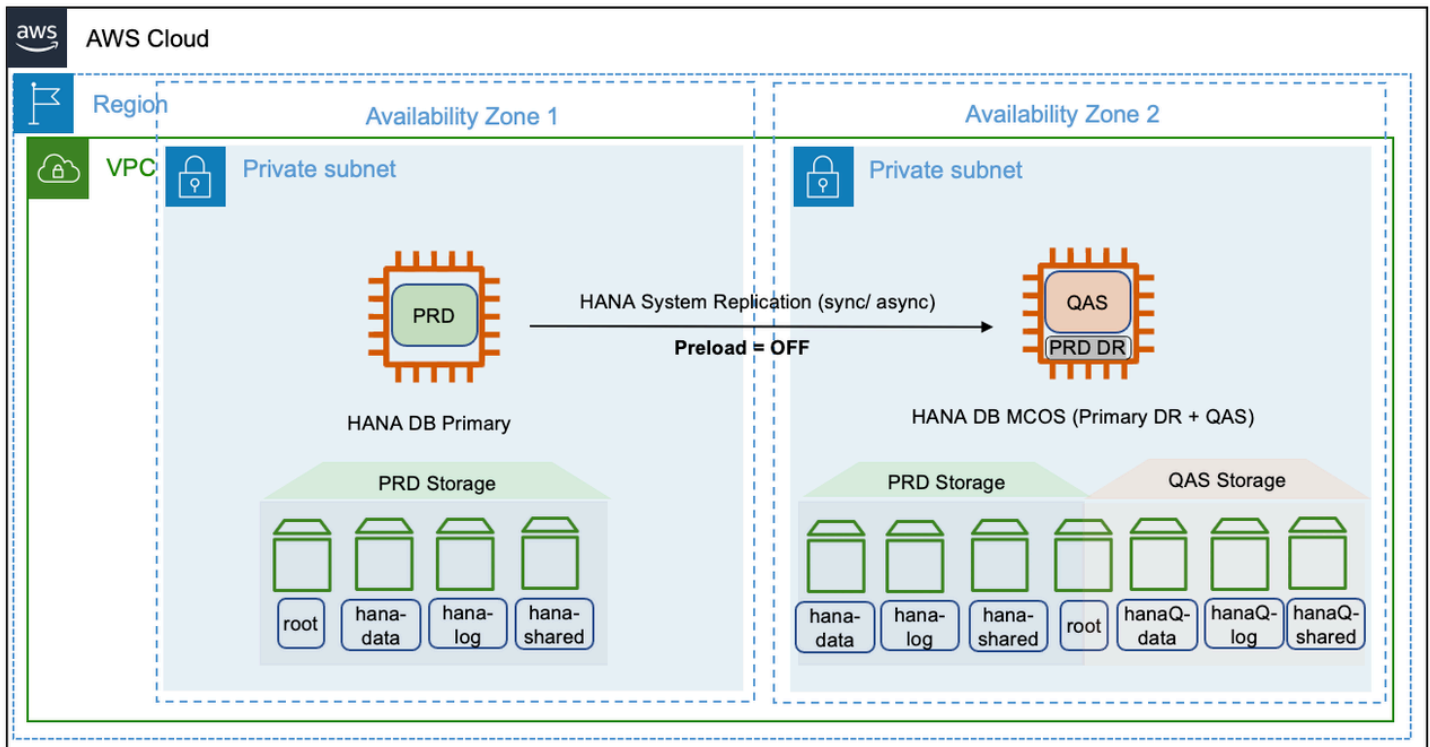 aws
AWS Cloud
Region
Availability Zone 1
Availability Zone 2
VPC
Private subnet
Private subnet
PRD
HANA System Replication (sync/ async)
Preload = OFF
QAS
PRD DR
HANA DB Primary
HANA DB MCOS (Primary DR + QAS)
PRD Storage
PRD Storage
QAS Storage
root
hana-
data
hana-
log
hana-
shared
hana-
data
hana-
log
hana-
shared
root
hanaQ-
data
hanaQ-
log
hanaQ-
shared